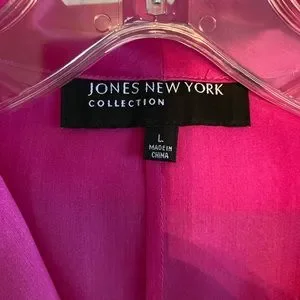 JONES NEW YORK
COLLECTION
L
MADE IN
CHINA